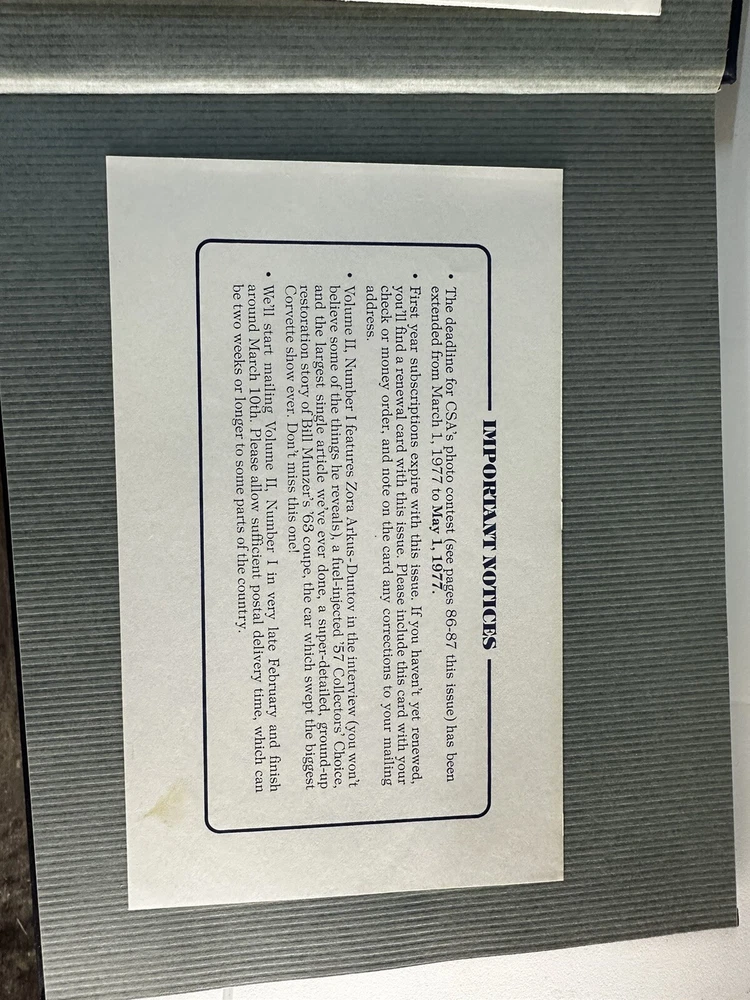 IMPORTANT NOTICES
• The deadline for CSA's photo contest (see pages 86-87 this issue) has been
extended from March 1, 1977 to May 1, 1977.
• First year subscriptions expire with this issue. If you haven't yet renewed,
you'll find a renewal card with this issue. Please include this card with your
check or money order, and note on the card any corrections to your mailing
address.
• Volume II, Number I features Zora Arkus-Duntov in the interview (you won't
believe some of the things he reveals), a fuel-injected '57 Collectors' Choice,
and the largest single article we've ever done, a super-detailed, ground-up
restoration story of Bill Munzer's '63 coupe, the car which swept the biggest
Corvette show ever. Don't miss this one!
• We'll start mailing Volume II, Number I in very late February and finish
around March 10th. Please allow sufficient postal delivery time, which can
be two weeks or longer to some parts of the country.